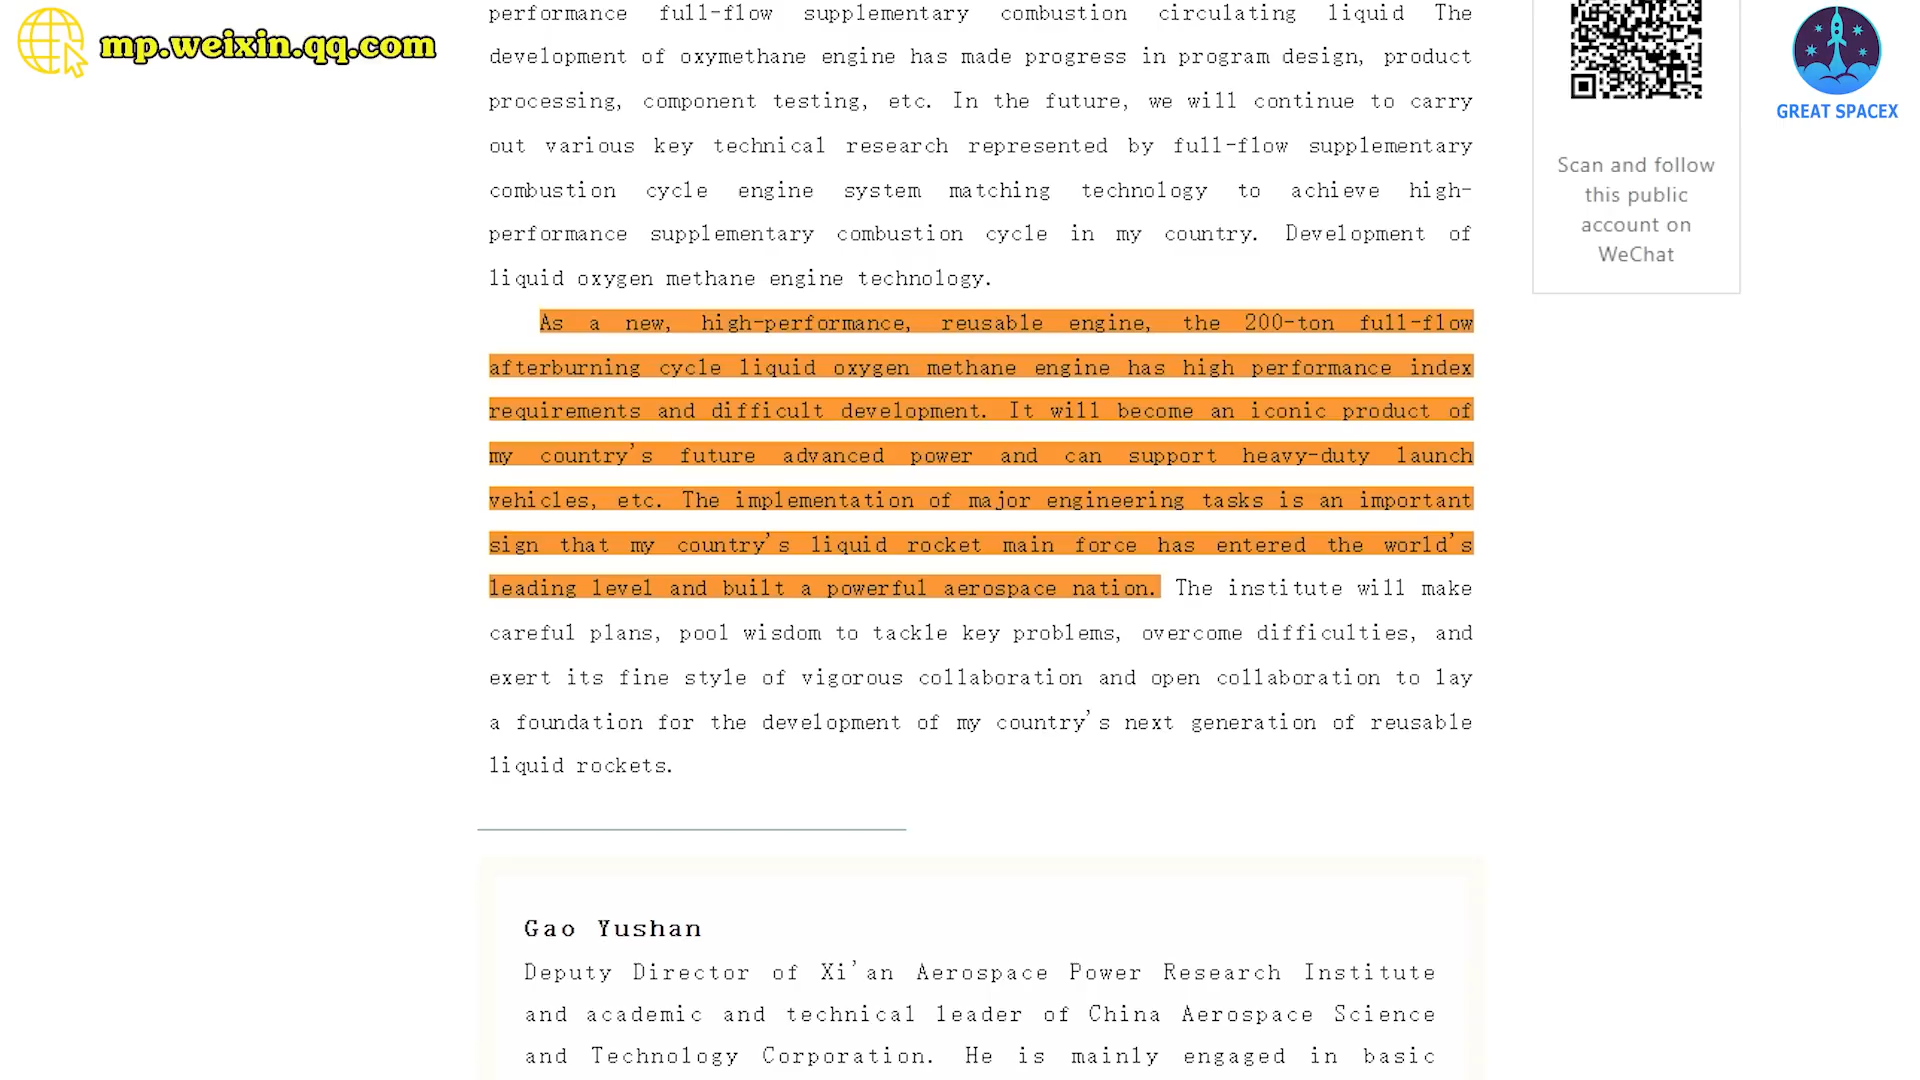 mp.weixin.qq.com
performance full-flow supplementary combustion circulating liquid The
development of oxymethane engine has made progress in program design, product
processing, component testing, etc. In the future, we will continue to carry
out various key technical research represented by full-flow supplementary
combustion cycle engine system matching technology to achieve high-
performance supplementary combustion cycle in my country. Development of
liquid oxygen methane engine technology.
As a new, high-performance, reusable engine, the 200-ton full-flow
afterburning cycle liquid oxygen methane engine has high performance index
requirements and difficult development. It will become an iconic product of
my country's future advanced power and can support heavy-duty launch
vehicles, etc. The implementation of major engineering tasks is an important
sign that my country's liquid rocket main force has entered the world's
leading level and built a powerful aerospace nation. The institute will make
careful plans, pool wisdom to tackle key problems, overcome difficulties, and
exert its fine style of vigorous collaboration and open collaboration to lay
a foundation for the development of my country's next generation of reusable
liquid rockets.
Gao Yushan
Deputy Director of Xi'an Aerospace Power Research Institute
and academic and technical leader of China Aerospace Science
and Technology Corporation. He is mainly engaged in basic
Scan and follow
this public
account on
WeChat
GREAT SPACEX